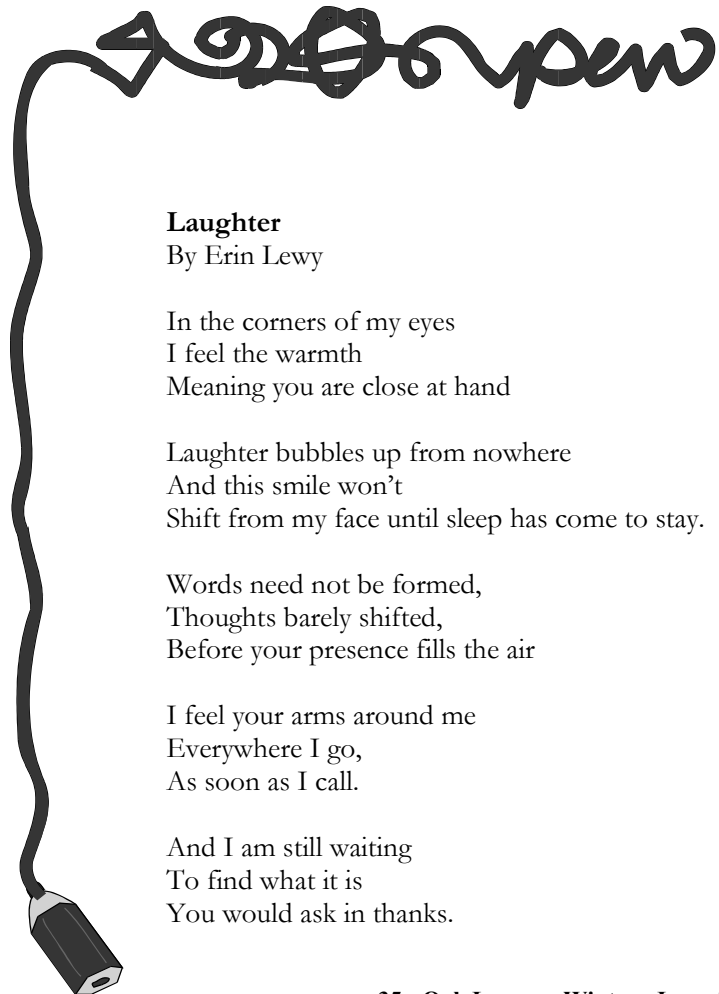 pen
Laughter
By Erin Lewy
In the corners of my eyes
I feel the warmth
Meaning you are close at hand
Laughter bubbles up from nowhere
And this smile won’t
Shift from my face until sleep has come to stay.
Words need not be formed,
Thoughts barely shifted,
Before your presence fills the air
I feel your arms around me
Everywhere I go,
As soon as I call.
And I am still waiting
To find what it is
You would ask in thanks.